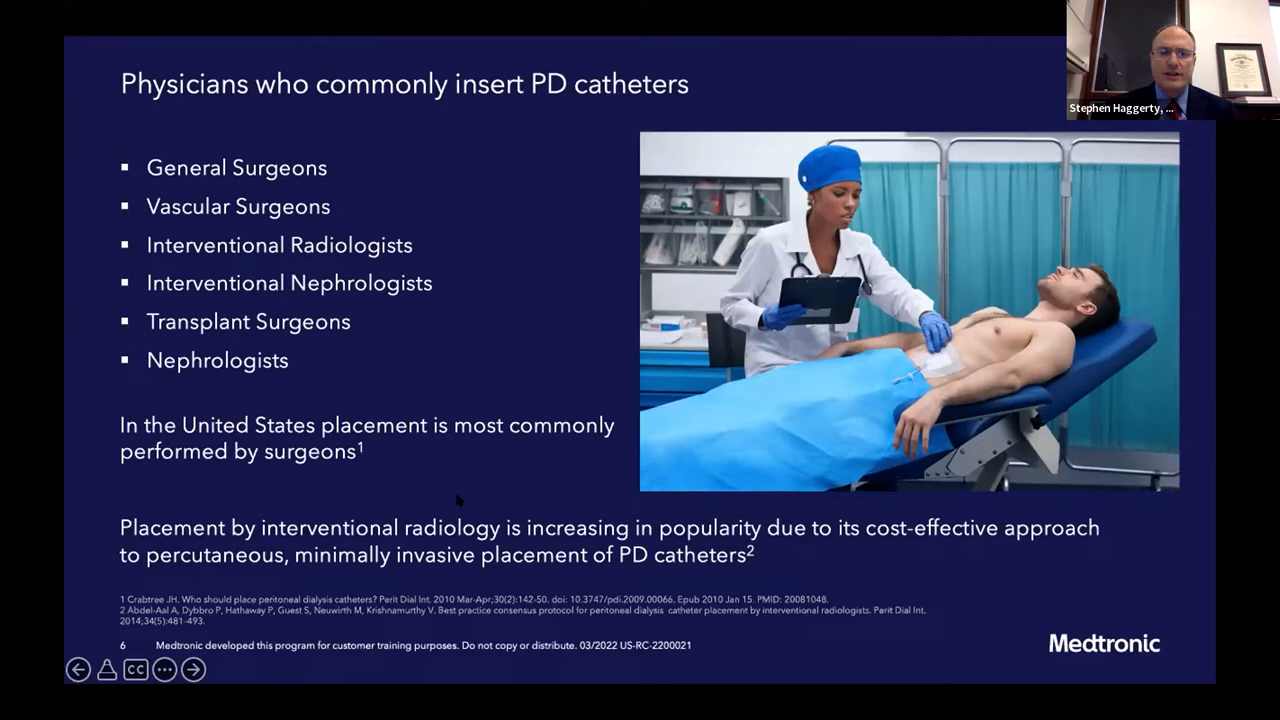 Physicians who commonly insert PD catheters
Stephen Haggerty, ...
▪ General Surgeons
▪ Vascular Surgeons
▪ Interventional Radiologists
▪ Interventional Nephrologists
▪ Transplant Surgeons
▪ Nephrologists
In the United States placement is most commonly
performed by surgeons¹
Placement by interventional radiology is increasing in popularity due to its cost-effective approach
to percutaneous, minimally invasive placement of PD catheters²
1 Crabtree JH. Who should place peritoneal dialysis catheters? Perit Dial Int. 2010 Mar-Apr;30(2):142-50. doi: 10.3747/pdi.2009.00066. Epub 2010 Jan 15. PMID: 20081048.
2 Abdel-Aal A, Dybbro P, Hathaway P, Guest S, Neuwirth M, Krishnamurthy V. Best practice consensus protocol for peritoneal dialysis catheter placement by interventional radiologists. Perit Dial Int.
2014;34(5):481-493.
6 Medtronic developed this program for customer training purposes. Do not copy or distribute. 03/2022 US-RC-2200021
Medtronic
CC